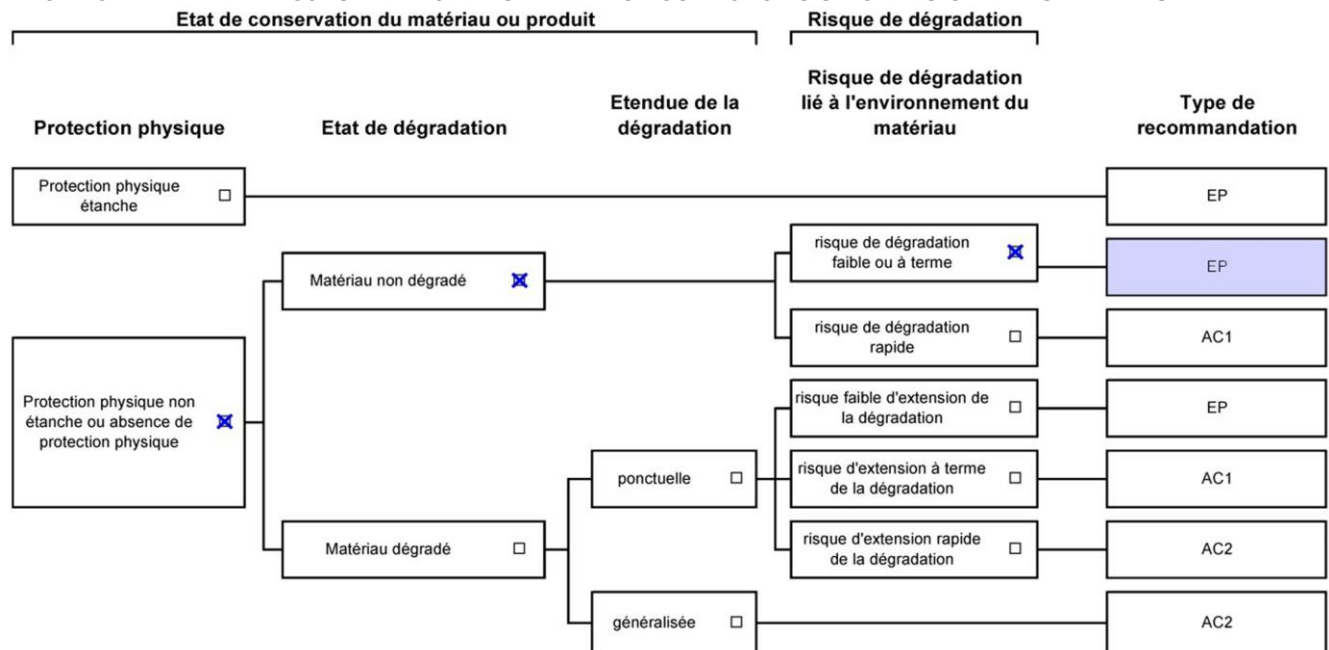 Etat de conservation du matériau ou produit
Risque de dégradation
Protection physique
Etat de dégradation
Etendue de la
dégradation
Risque de dégradation
lié à l'environnement du
matériau
Type de
recommandation
Protection physique
étanche
EP
risque de dégradation
faible ou à terme
EP
Matériau non dégradé
risque de dégradation
rapide
AC1
Protection physique non
étanche ou absence de
protection physique
risque faible d'extension de
la dégradation
EP
ponctuelle
risque d'extension à terme
de la dégradation
AC1
Matériau dégradé
risque d'extension rapide
de la dégradation
AC2
généralisée
AC2